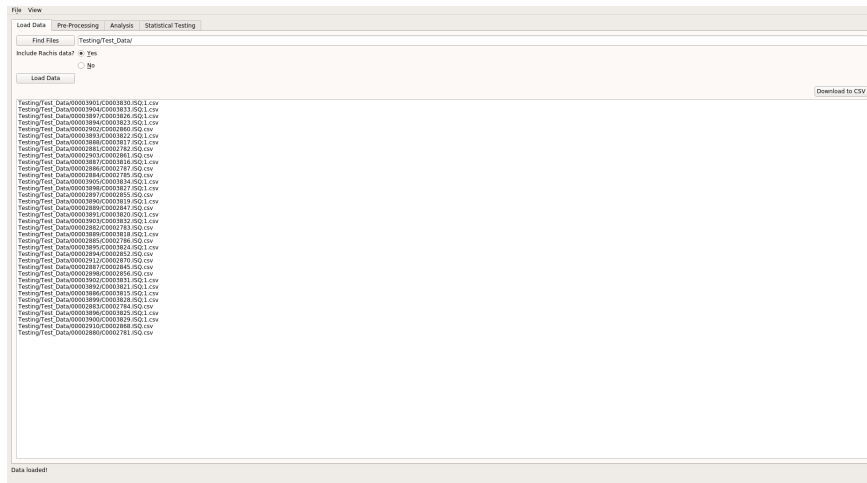 File View
Load Data Pre-Processing Analysis Statistical Testing
Find Files Testing/Test_Data/
Include Rachis data? Yes
No
Load Data
Download to CSV
Testing/Test_Data/00003901/C0003830.ISQ;1.csv
Testing/Test_Data/00003904/C0003833.ISQ;1.csv
Testing/Test_Data/00003897/C0003826.ISQ;1.csv
Testing/Test_Data/00003894/C0003823.ISQ;1.csv
Testing/Test_Data/00002902/C0002860.ISQ.csv
Testing/Test_Data/00003893/C0003822.ISQ;1.csv
Testing/Test_Data/00003888/C0003817.ISQ;1.csv
Testing/Test_Data/00002881/C0002782.ISQ.csv
Testing/Test_Data/00002903/C0002861.ISQ.csv
Testing/Test_Data/00003887/C0003816.ISQ;1.csv
Testing/Test_Data/00002886/C0002787.ISQ.csv
Testing/Test_Data/00002884/C0002785.ISQ.csv
Testing/Test_Data/00003905/C0003834.ISQ;1.csv
Testing/Test_Data/00003898/C0003827.ISQ;1.csv
Testing/Test_Data/00002897/C0002855.ISQ.csv
Testing/Test_Data/00003890/C0003819.ISQ;1.csv
Testing/Test_Data/00002889/C0002847.ISQ.csv
Testing/Test_Data/00003891/C0003820.ISQ;1.csv
Testing/Test_Data/00003903/C0003832.ISQ;1.csv
Testing/Test_Data/00002882/C0002783.ISQ.csv
Testing/Test_Data/00003889/C0003818.ISQ;1.csv
Testing/Test_Data/00002885/C0002786.ISQ.csv
Testing/Test_Data/00003895/C0003824.ISQ;1.csv
Testing/Test_Data/00002894/C0002852.ISQ.csv
Testing/Test_Data/00002912/C0002870.ISQ.csv
Testing/Test_Data/00002887/C0002845.ISQ.csv
Testing/Test_Data/00002898/C0002856.ISQ.csv
Testing/Test_Data/00003902/C0003831.ISQ;1.csv
Testing/Test_Data/00003892/C0003821.ISQ;1.csv
Testing/Test_Data/00003886/C0003815.ISQ;1.csv
Testing/Test_Data/00003899/C0003828.ISQ;1.csv
Testing/Test_Data/00002883/C0002784.ISQ.csv
Testing/Test_Data/00003896/C0003825.ISQ;1.csv
Testing/Test_Data/00003900/C0003829.ISQ;1.csv
Testing/Test_Data/00002910/C0002868.ISQ.csv
Testing/Test_Data/00002880/C0002781.ISQ.csv
Data loaded!